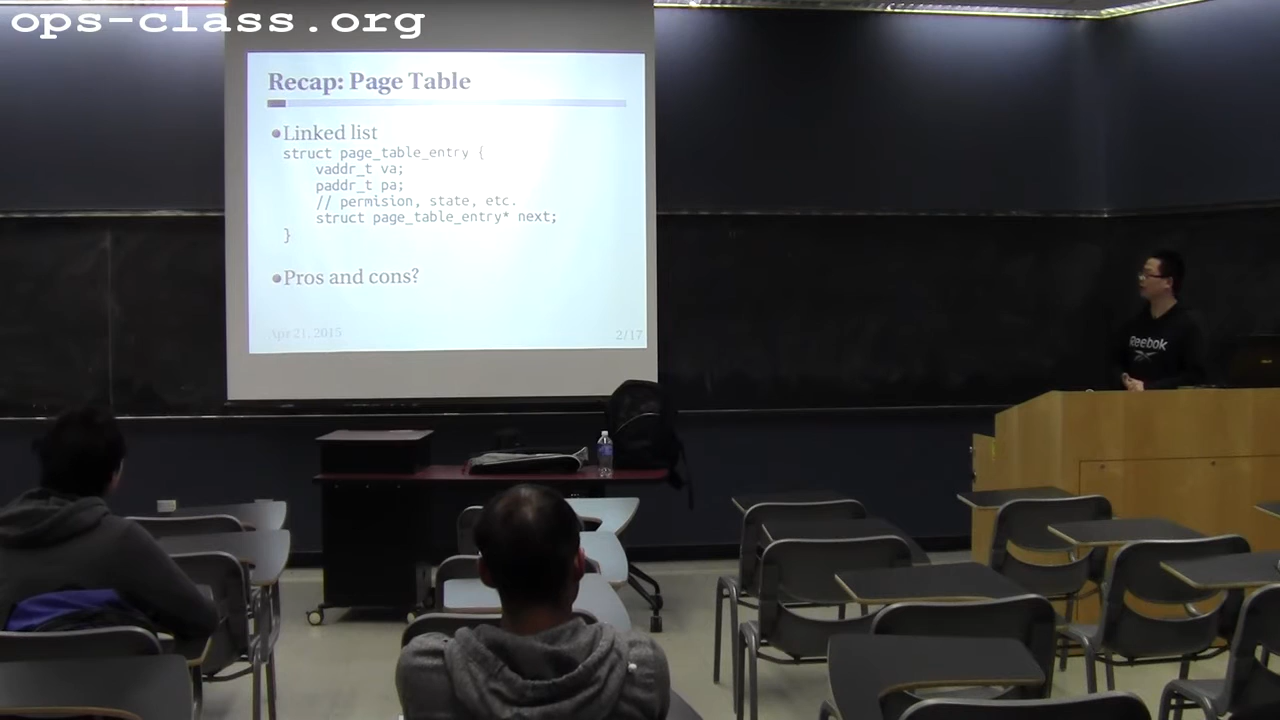 ops-class.org
Recap: Page Table
Linked list
struct page_table_entry {
vaddr_t va;
paddr_t pa;
// permision, state, etc.
struct page_table_entry* next;
}
Pros and cons?
Apr 21, 2015
2/17
Reebok